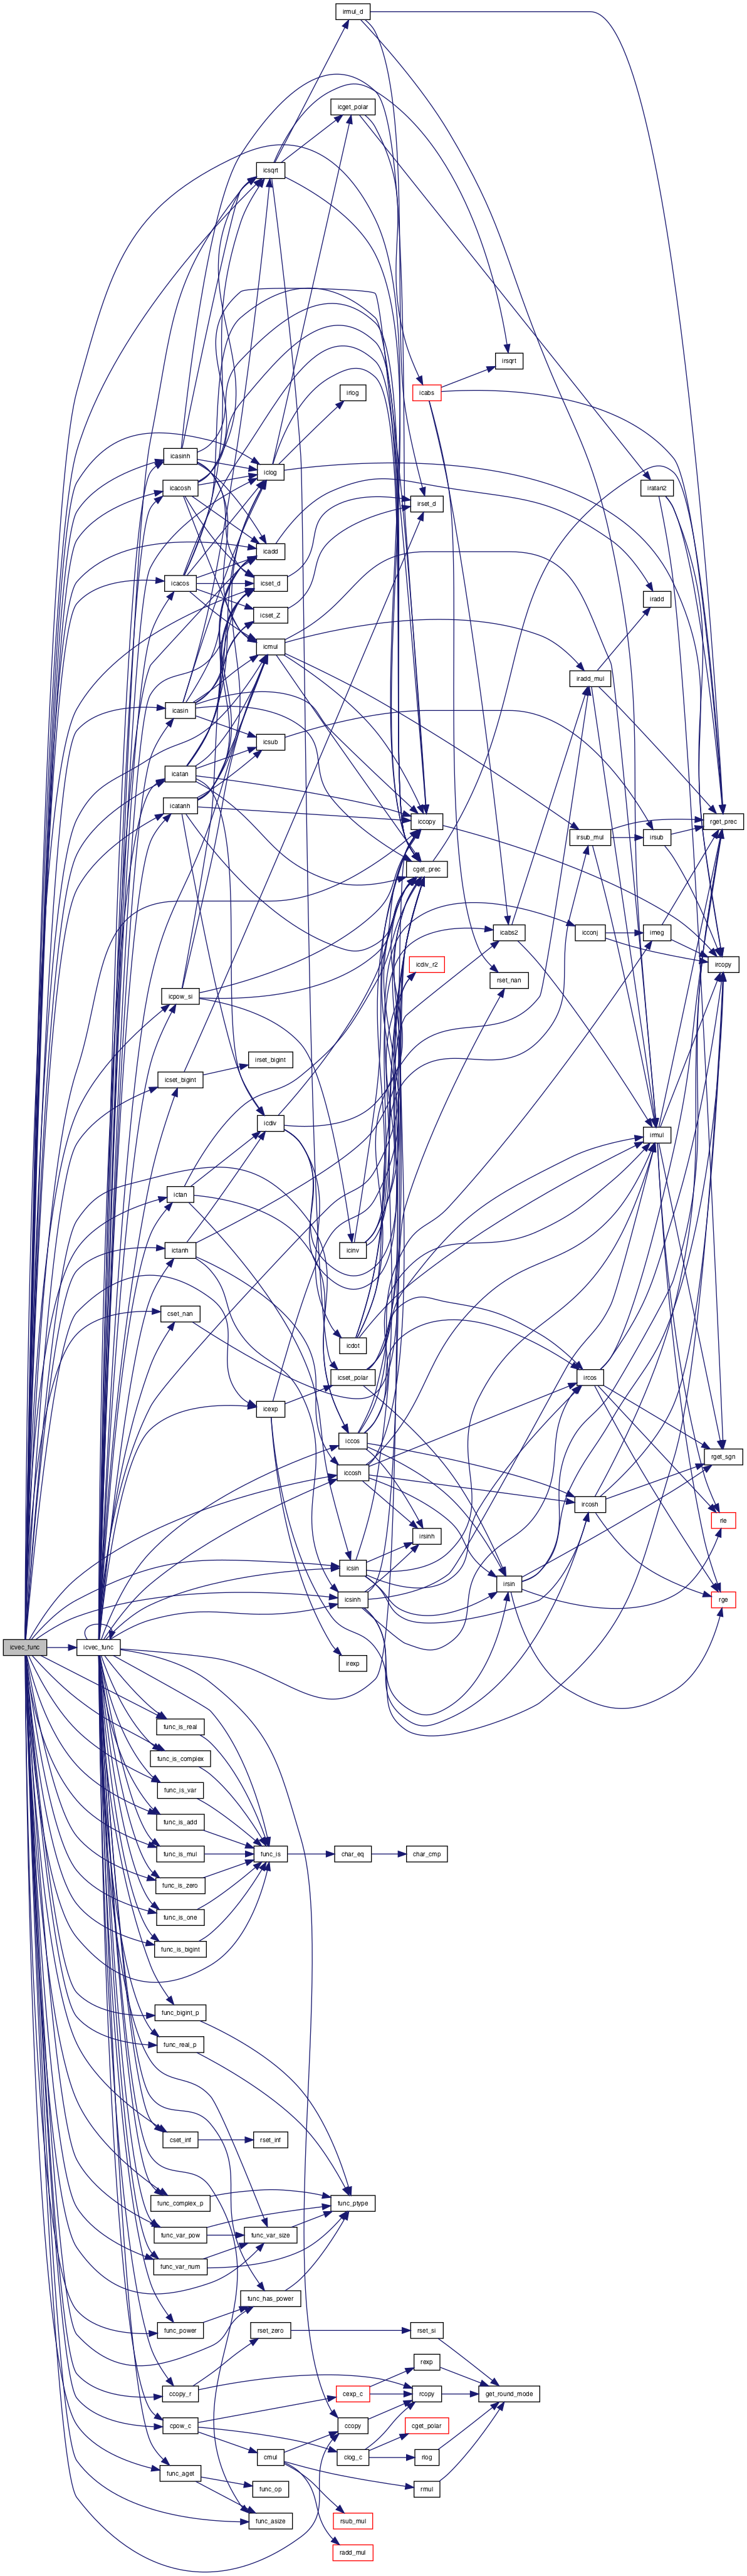 irmul_d
icget_polar
icsqrt
irsqrt
icabs
irlog
icasinh
iclog
icacosh
iratan2
irset_d
icadd
icacos
icset_d
iradd
icset_Z
icmul
iradd_mul
icasin
icsub
icatan
icatanh
iccopy
rget_prec
irsub_mul
irsub
cget_prec
icabs2
icconj
irneg
icdiv_r2
ircopy
rset_nan
icpow_si
irset_bigint
icset_bigint
icdiv
irmul
ictan
ictanh
icinv
cset_nan
icdot
icset_polar
ircos
icexp
iccos
rget_sgn
iccosh
ircosh
rle
irsinh
icsin
irsin
icsinh
rge
icvec_func
icvec_func
irexp
func_is_real
func_is_complex
func_is_var
func_is_add
func_is_mul
func_is
char_eq
char_cmp
func_is_zero
func_is_one
func_is_bigint
func_bigint_p
func_real_p
cset_inf
rset_inf
func_complex_p
func_ptype
func_var_pow
func_var_size
func_var_num
func_has_power
func_power
rset_zero
rset_si
rexp
ccopy_r
cexp_c
rcopy
get_round_mode
cpow_c
ccopy
cget_polar
cmul
clog_c
rlog
func_aget
func_op
rmul
func_asize
rsub_mul
radd_mul